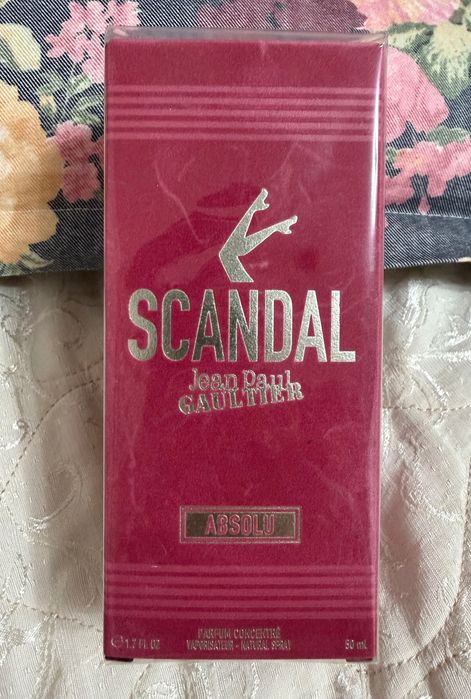 SCANDAL
Jean Paul
GAULTIER
ABSOLU
PARFUM CONCENTRÉ
℮ 1.7 FL OZ VAPORISATEUR - NATURAL SPRAY 50 mL